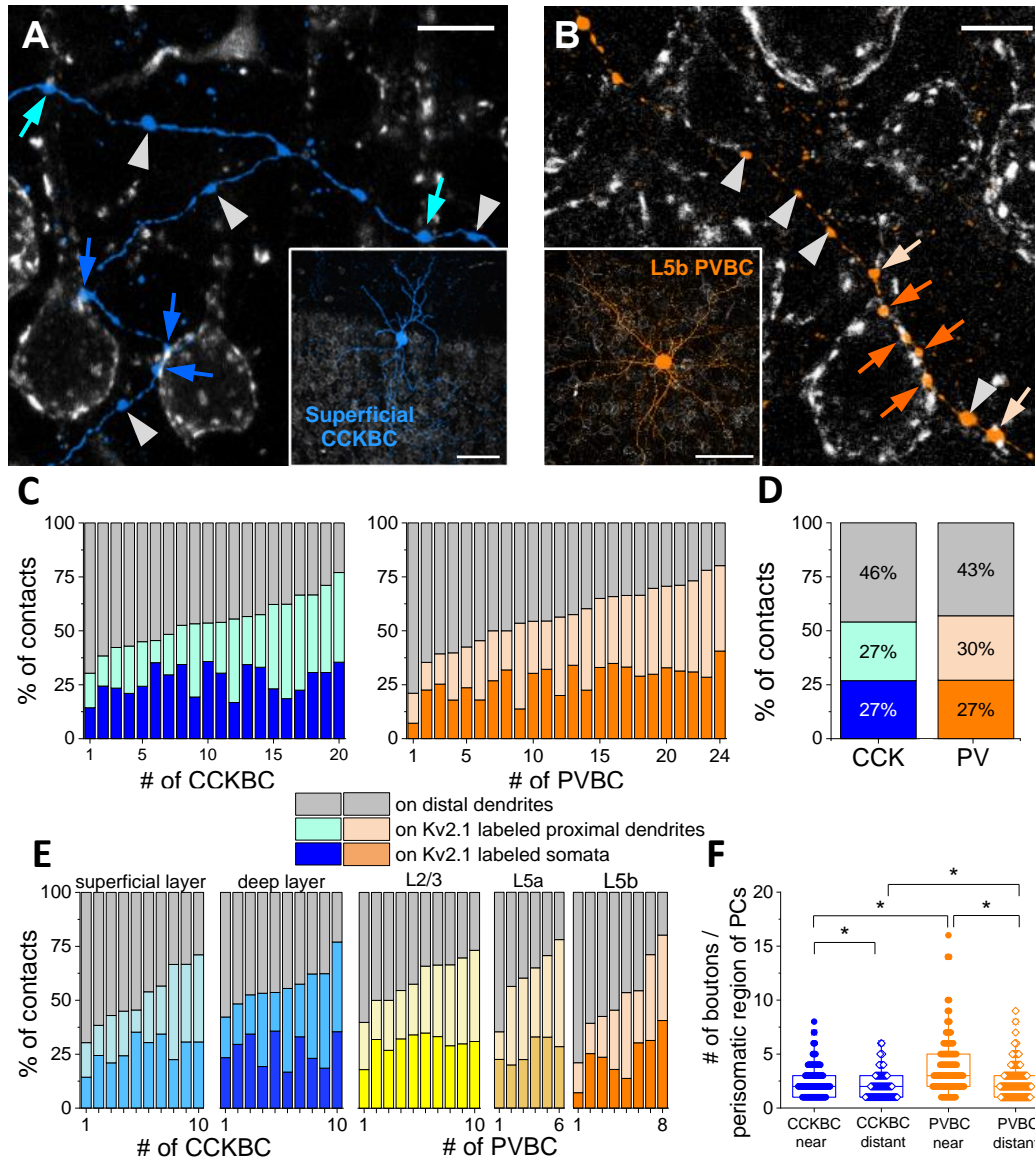 A
B
Superficial
CCKBC
L5b PVBC
C
D
100
75
50
25
0
% of contacts
1
5
10
15
20
# of CCKBC
100
75
50
25
0
1
5
10
15
20
24
# of PVBC
100
75
50
25
0
% of contacts
46%
27%
27%
43%
30%
27%
CCK
PV
on distal dendrites
on Kv2.1 labeled proximal dendrites
on Kv2.1 labeled somata
E
superficial layer
deep layer
L2/3
L5a
L5b
100
75
50
25
0
% of contacts
1
10
1
10
# of CCKBC
1
10
1
6
1
8
# of PVBC
F
20
15
10
5
0
# of boutons /
perisomatic region of PCs
*
*
*
*
CCKBC
near
CCKBC
distant
PVBC
near
PVBC
distant